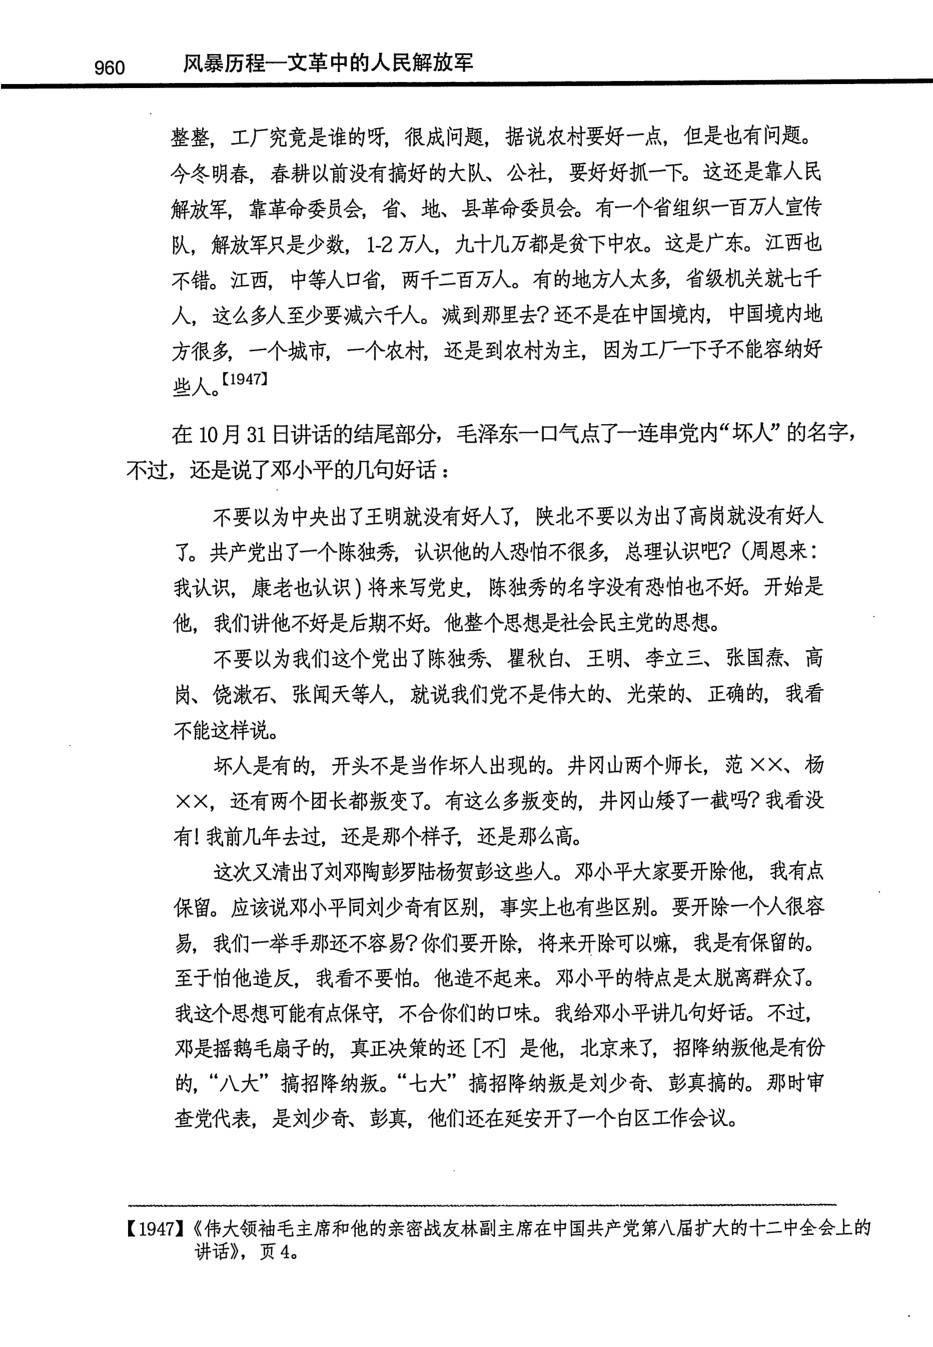 960 风暴历程—文革中的人民解放军
整整，工厂究竟是谁的呀，很成问题，据说农村要好一点，但是也有问题。
今冬明春，春耕以前没有搞好的大队、公社，要好好抓一下。这还是靠人民
解放军，靠革命委员会，省、地、县革命委员会。有一个省组织一百万人宣传
队，解放军只是少数，1-2万人，九十几万都是贫下中农。这是广东。江西也
不错。江西，中等人口省，两千二百万人。有的地方人太多，省级机关就七千
人，这么多人至少要减六千人。减到那里去？还不是在中国境内，中国境内地
方很多，一个城市，一个农村，还是到农村为主，因为工厂一下子不能容纳好
些人。【1947】
在10月31日讲话的结尾部分，毛泽东一口气点了一连串党内“坏人”的名字，
不过，还是说了邓小平的几句好话：
不要以为中央出了王明就没有好人了，陕北不要以为出了高岗就没有好人
了。共产党出了一个陈独秀，认识他的人恐怕不很多，总理认识吧？（周恩来：
我认识，康老也认识）将来写党史，陈独秀的名字没有恐怕也不好。开始是
他，我们讲他不好是后期不好。他整个思想是社会民主党的思想。
不要以为我们这个党出了陈独秀、瞿秋白、王明、李立三、张国焘、高
岗、饶漱石、张闻天等人，就说我们党不是伟大的、光荣的、正确的，我看
不能这样说。
坏人是有的，开头不是当作坏人出现的。井冈山两个师长，范××、杨
××，还有两个团长都叛变了。有这么多叛变的，井冈山矮了一截吗？我看没
有！我前几年去过，还是那个样子，还是那么高。
这次又清出了刘邓陶彭罗陆杨贺彭这些人。邓小平大家要开除他，我有点
保留。应该说邓小平同刘少奇有区别，事实上也有些区别。要开除一个人很容
易，我们一举手那还不容易？你们要开除，将来开除可以嘛，我是有保留的。
至于怕他造反，我看不要怕。他造不起来。邓小平的特点是太脱离群众了。
我这个思想可能有点保守，不合你们的口味。我给邓小平讲几句好话。不过，
邓是摇鹅毛扇子的，真正决策的还［不］是他，北京来了，招降纳叛他是有份
的，“八大”搞招降纳叛。“七大”搞招降纳叛是刘少奇、彭真搞的。那时审
查党代表，是刘少奇、彭真，他们还在延安开了一个白区工作会议。
【1947】《伟大领袖毛主席和他的亲密战友林副主席在中国共产党第八届扩大的十二中全会上的
讲话》，页4。